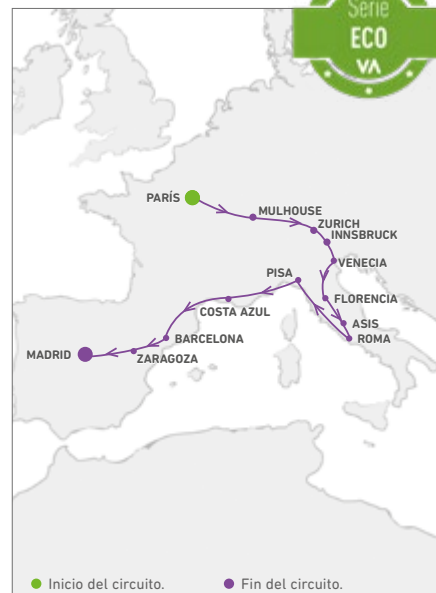 Serie
ECO
VA
PARÍS
MULHOUSE
ZURICH
INNSBRUCK
VENECIA
PISA
FLORENCIA
COSTA AZUL
ASIS
ROMA
BARCELONA
MADRID
ZARAGOZA
Inicio del circuito.
Fin del circuito.